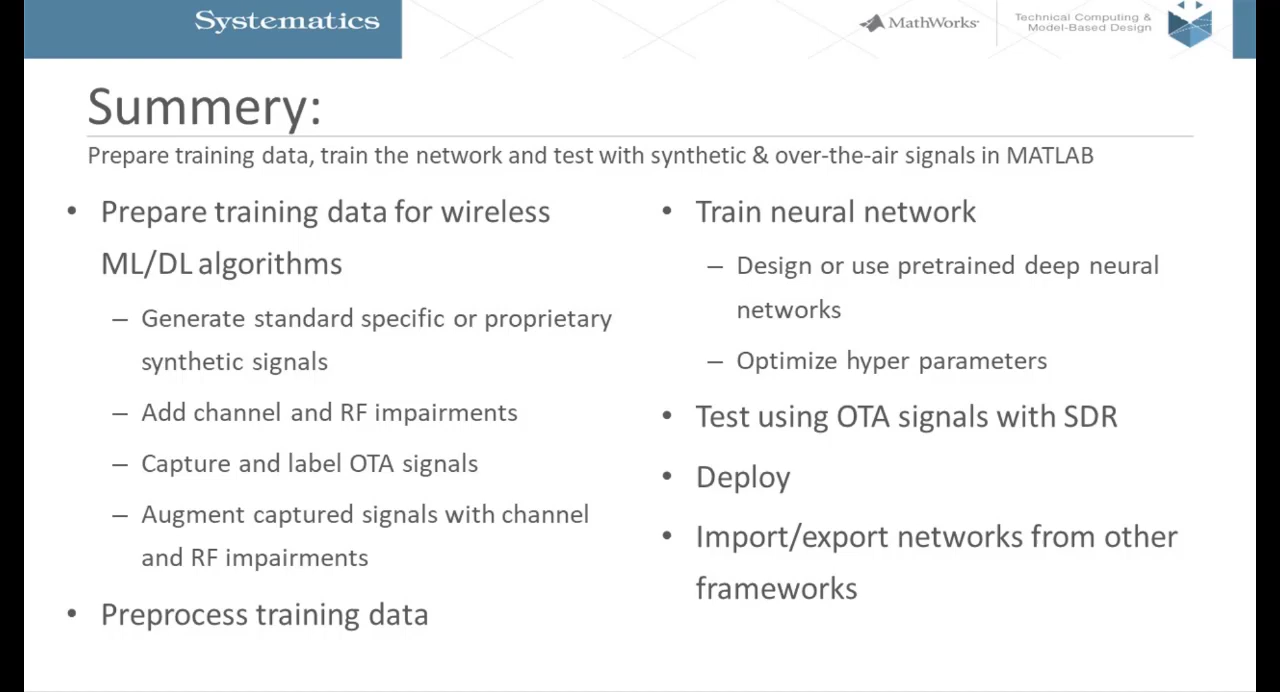 Systematics
MathWorks
Technical Computing &
Model-Based Design
Summery:
Prepare training data, train the network and test with synthetic & over-the-air signals in MATLAB
• Prepare training data for wireless
ML/DL algorithms
– Generate standard specific or proprietary
synthetic signals
– Add channel and RF impairments
– Capture and label OTA signals
– Augment captured signals with channel
and RF impairments
• Preprocess training data
• Train neural network
– Design or use pretrained deep neural
networks
– Optimize hyper parameters
• Test using OTA signals with SDR
• Deploy
• Import/export networks from other
frameworks